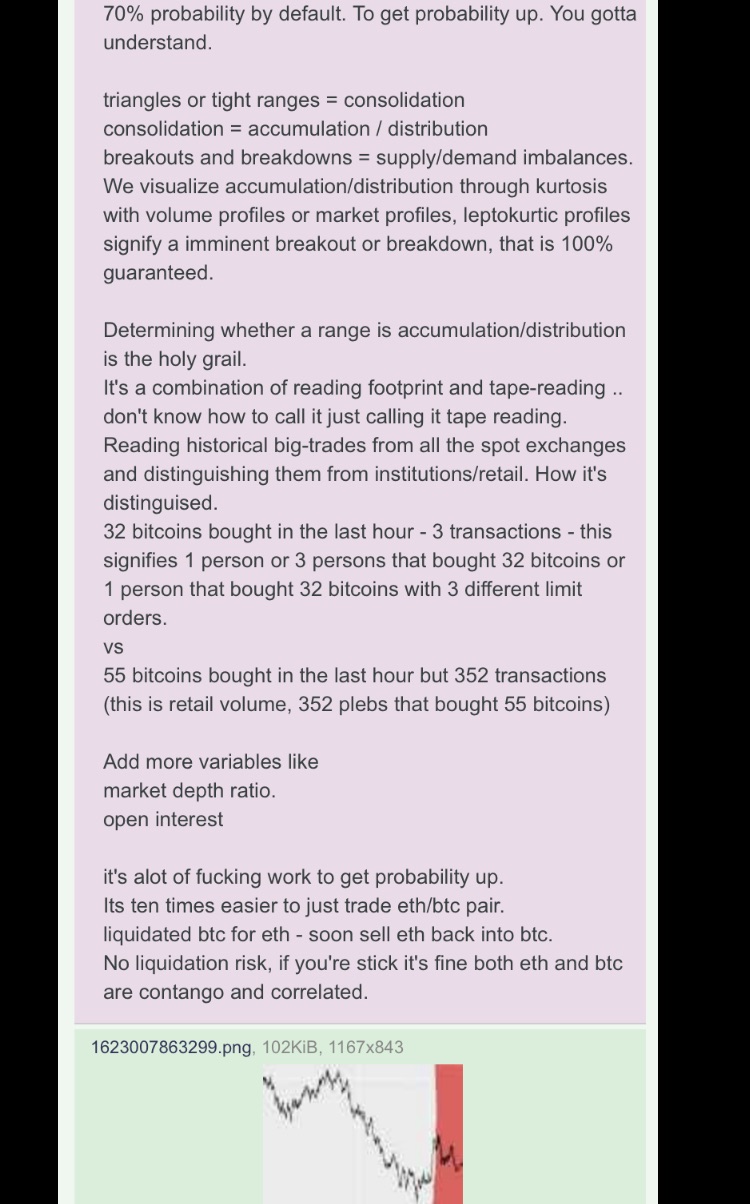 70% probability by default. To get probability up. You gotta
understand.
triangles or tight ranges = consolidation
consolidation = accumulation / distribution
breakouts and breakdowns = supply/demand imbalances.
We visualize accumulation/distribution through kurtosis
with volume profiles or market profiles, leptokurtic profiles
signify a imminent breakout or breakdown, that is 100%
guaranteed.
Determining whether a range is accumulation/distribution
is the holy grail.
It's a combination of reading footprint and tape-reading ..
don't know how to call it just calling it tape reading.
Reading historical big-trades from all the spot exchanges
and distinguishing them from institutions/retail. How it's
distinguised.
32 bitcoins bought in the last hour - 3 transactions - this
signifies 1 person or 3 persons that bought 32 bitcoins or
1 person that bought 32 bitcoins with 3 different limit
orders.
vs
55 bitcoins bought in the last hour but 352 transactions
(this is retail volume, 352 plebs that bought 55 bitcoins)
Add more variables like
market depth ratio.
open interest
it's alot of fucking work to get probability up.
Its ten times easier to just trade eth/btc pair.
liquidated btc for eth - soon sell eth back into btc.
No liquidation risk, if you're stick it's fine both eth and btc
are contango and correlated.
1623007863299.png, 102KiB, 1167x843